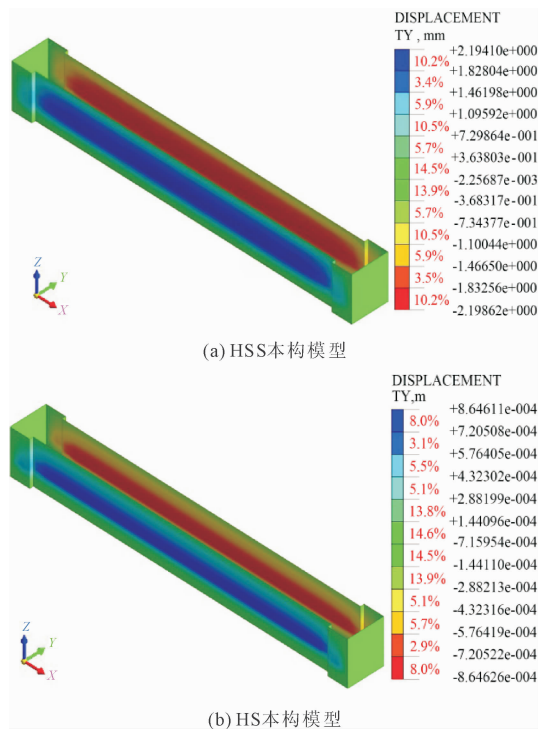 DISPLACEMENT
TY , mm
+2.19410e+000
10.2%
+1.82804e+000
3.4%
+1.46198e+000
5.9%
+1.09592e+000
10.5%
+7.29864e-001
5.7%
+3.63803e-001
14.5%
-2.25687e-003
13.9%
-3.68317e-001
5.7%
-7.34377e-001
10.5%
-1.10044e+000
5.9%
-1.46650e+000
3.5%
-1.83256e+000
10.2%
-2.19862e+000
Z
Y
X
(a) HSS本构模型
DISPLACEMENT
TY,m
+8.64611e-004
8.0%
+7.20508e-004
3.1%
+5.76405e-004
5.5%
+4.32302e-004
5.1%
+2.88199e-004
13.8%
+1.44096e-004
14.6%
-7.15954e-004
14.5%
-1.44110e-004
13.9%
-2.88213e-004
5.1%
-4.32316e-004
5.7%
-5.76419e-004
2.9%
-7.20522e-004
8.0%
-8.64626e-004
Z
Y
X
(b) HS本构模型